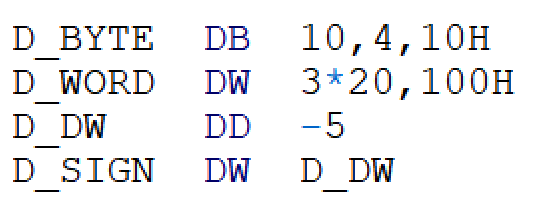 D_BYTE DB 10,4,10H
D_WORD DW 3*20,100H
D_DW DD -5
D_SIGN DW D_DW